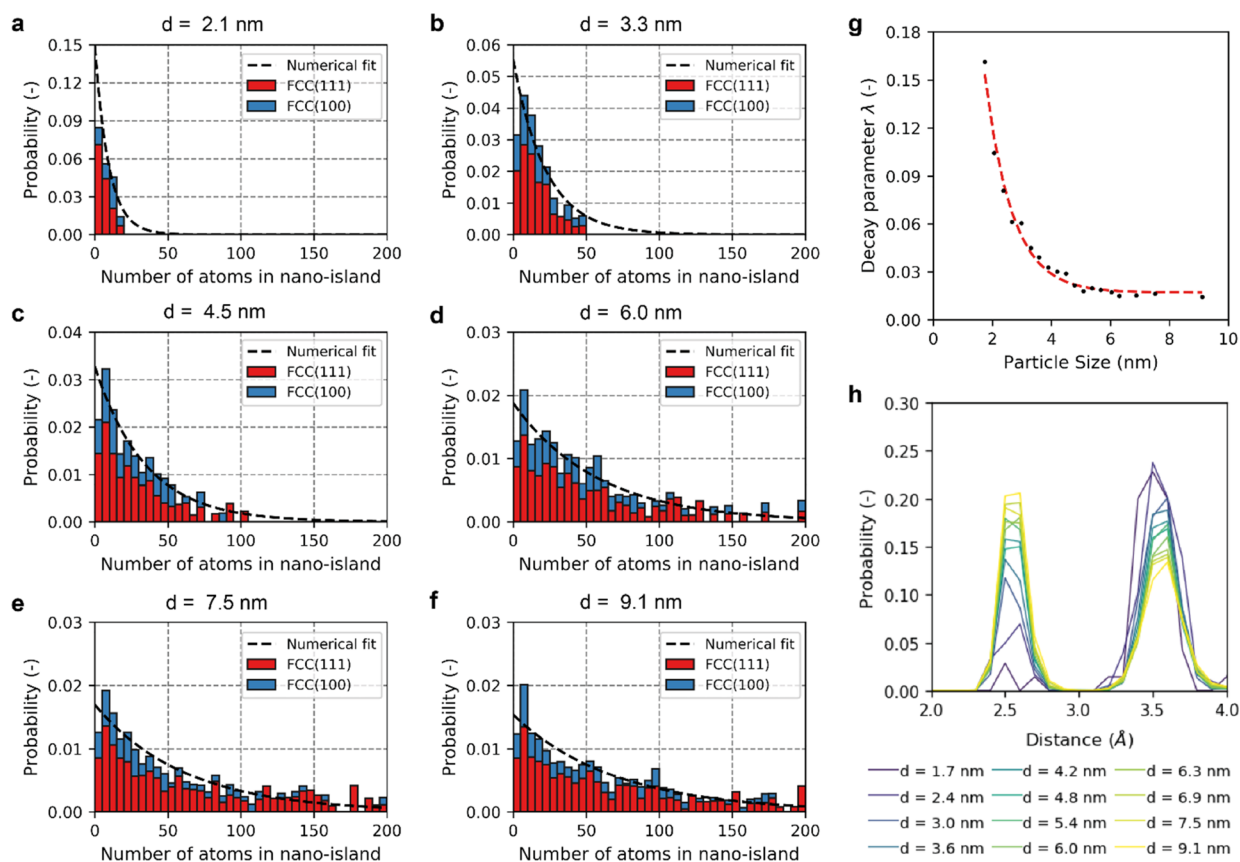 a
d = 2.1 nm
0.15
0.12
0.09
0.06
0.03
0.00
Probability (-)
Numerical fit
FCC(111)
FCC(100)
0
50
100
150
200
Number of atoms in nano-island
b
d = 3.3 nm
0.06
0.05
0.04
0.03
0.02
0.01
0.00
Probability (-)
Numerical fit
FCC(111)
FCC(100)
0
50
100
150
200
Number of atoms in nano-island
c
d = 4.5 nm
0.04
0.03
0.02
0.01
0.00
Probability (-)
Numerical fit
FCC(111)
FCC(100)
0
50
100
150
200
Number of atoms in nano-island
d
d = 6.0 nm
0.03
0.02
0.01
0.00
Probability (-)
Numerical fit
FCC(111)
FCC(100)
0
50
100
150
200
Number of atoms in nano-island
e
d = 7.5 nm
0.03
0.02
0.01
0.00
Probability (-)
Numerical fit
FCC(111)
FCC(100)
0
50
100
150
200
Number of atoms in nano-island
f
d = 9.1 nm
0.03
0.02
0.01
0.00
Probability (-)
Numerical fit
FCC(111)
FCC(100)
0
50
100
150
200
Number of atoms in nano-island
g
0.18
0.15
0.12
0.09
0.06
0.03
0.00
Decay parameter λ (-)
0
2
4
6
8
10
Particle Size (nm)
h
0.30
0.25
0.20
0.15
0.10
0.05
0.00
Probability (-)
2.0
2.5
3.0
3.5
4.0
Distance (Å)
d = 1.7 nm
d = 2.4 nm
d = 3.0 nm
d = 3.6 nm
d = 4.2 nm
d = 4.8 nm
d = 5.4 nm
d = 6.0 nm
d = 6.3 nm
d = 6.9 nm
d = 7.5 nm
d = 9.1 nm